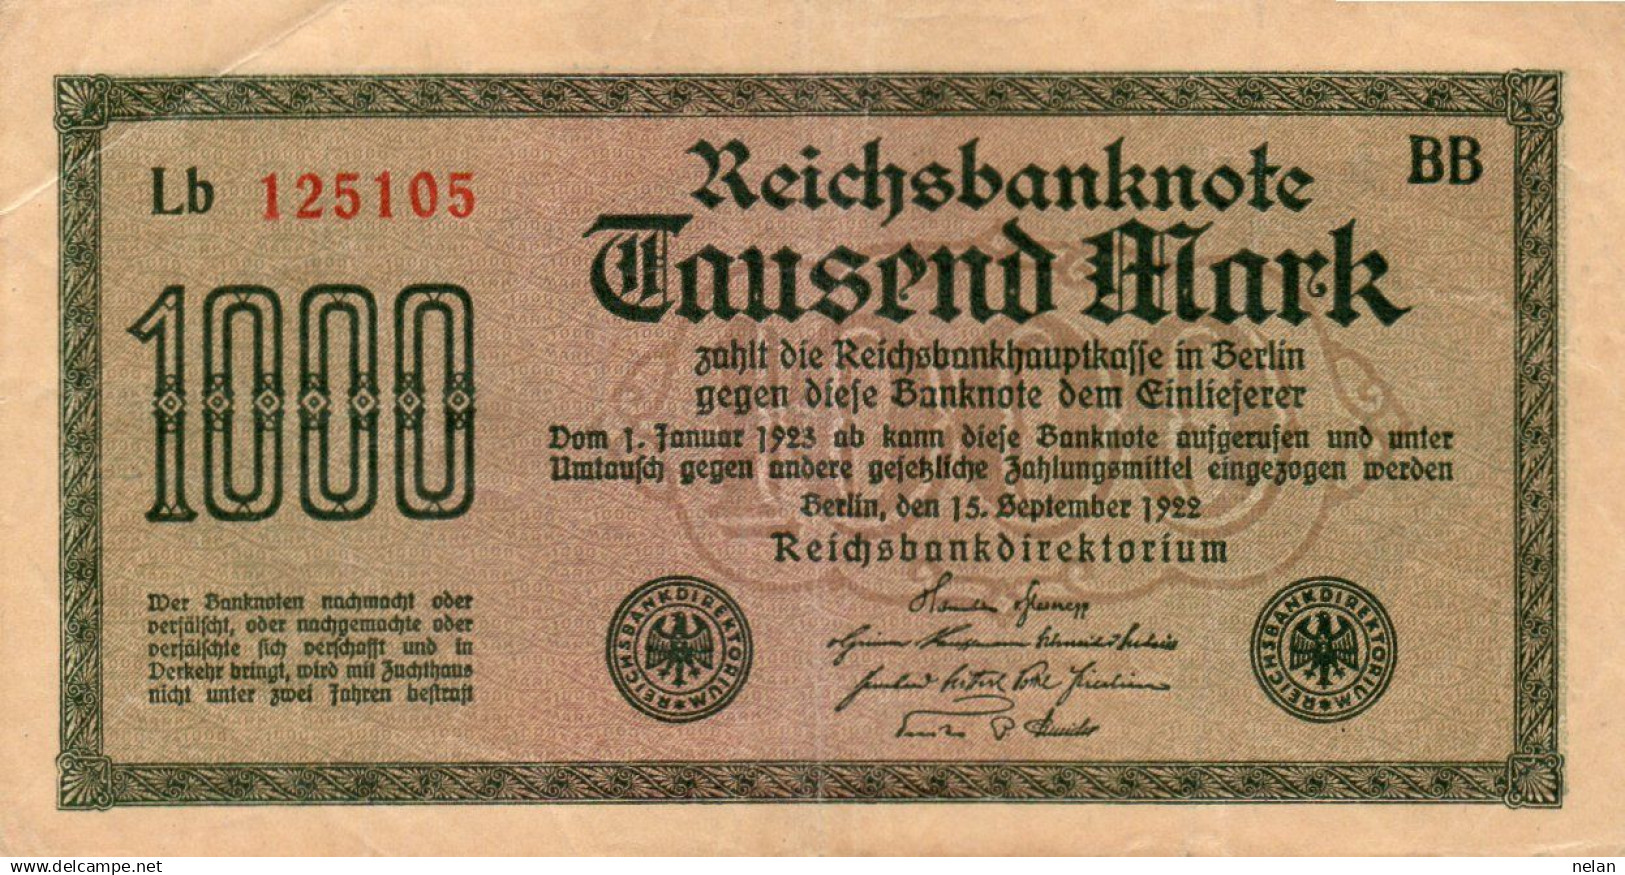 Lb 125105
BB
Reichsbanknote
Tausend Mark
1000
zahlt die Reichsbankhauptkasse in Berlin
gegen diese Banknote dem Einlieferer
Vom 1. Januar 1923 ab kann diese Banknote aufgerufen und unter
Umtausch gegen andere gesetzliche Zahlungsmittel eingezogen werden
Berlin, den 15. September 1922
Reichsbankdirektorium
Wer Banknoten nachmacht oder
verfälscht, oder nachgemachte oder
verfälschte sich verschafft und in
Verkehr bringt, wird mit Zuchthaus
nicht unter zwei Jahren bestraft
REICHSBANKDIREKTORIUM
REICHSBANKDIREKTORIUM
www.delcampe.net
nelan